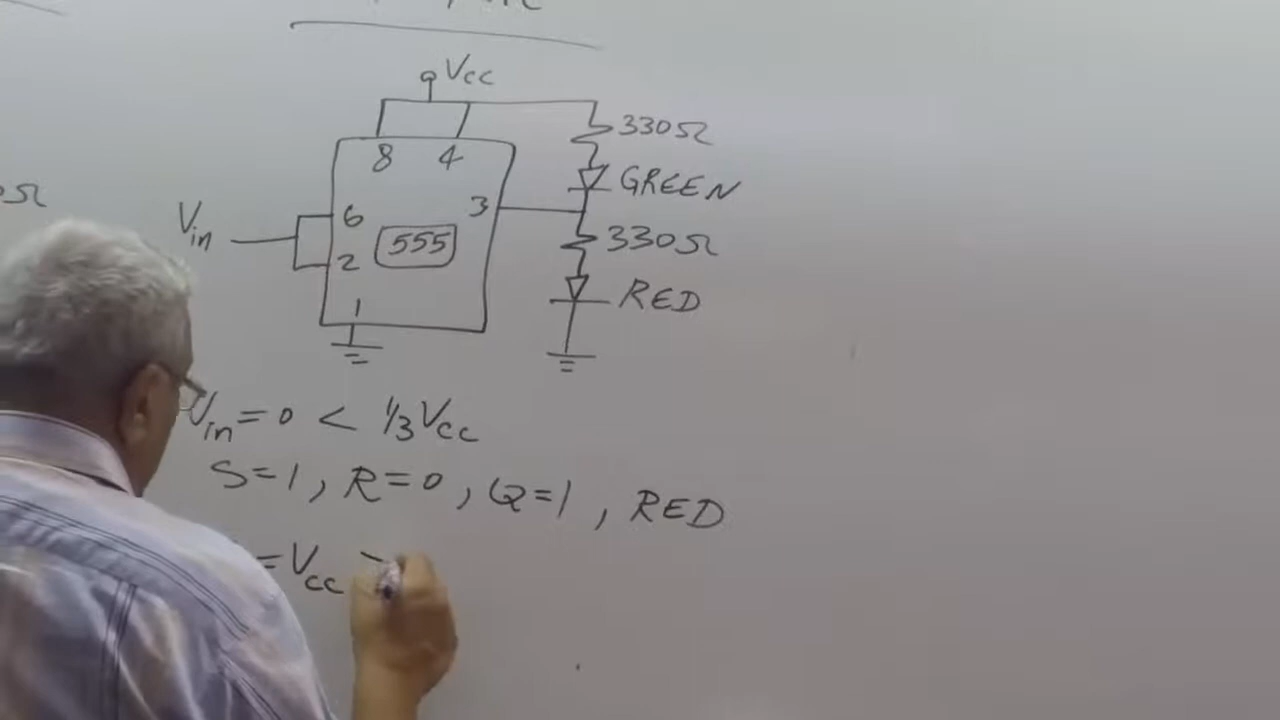 Vcc
330Ω
8 4
GREEN
Vin
6 3
555
330Ω
2
1
RED
Vin = 0 < 1/3 Vcc
S=1, R=0, Q=1, RED
= Vcc >